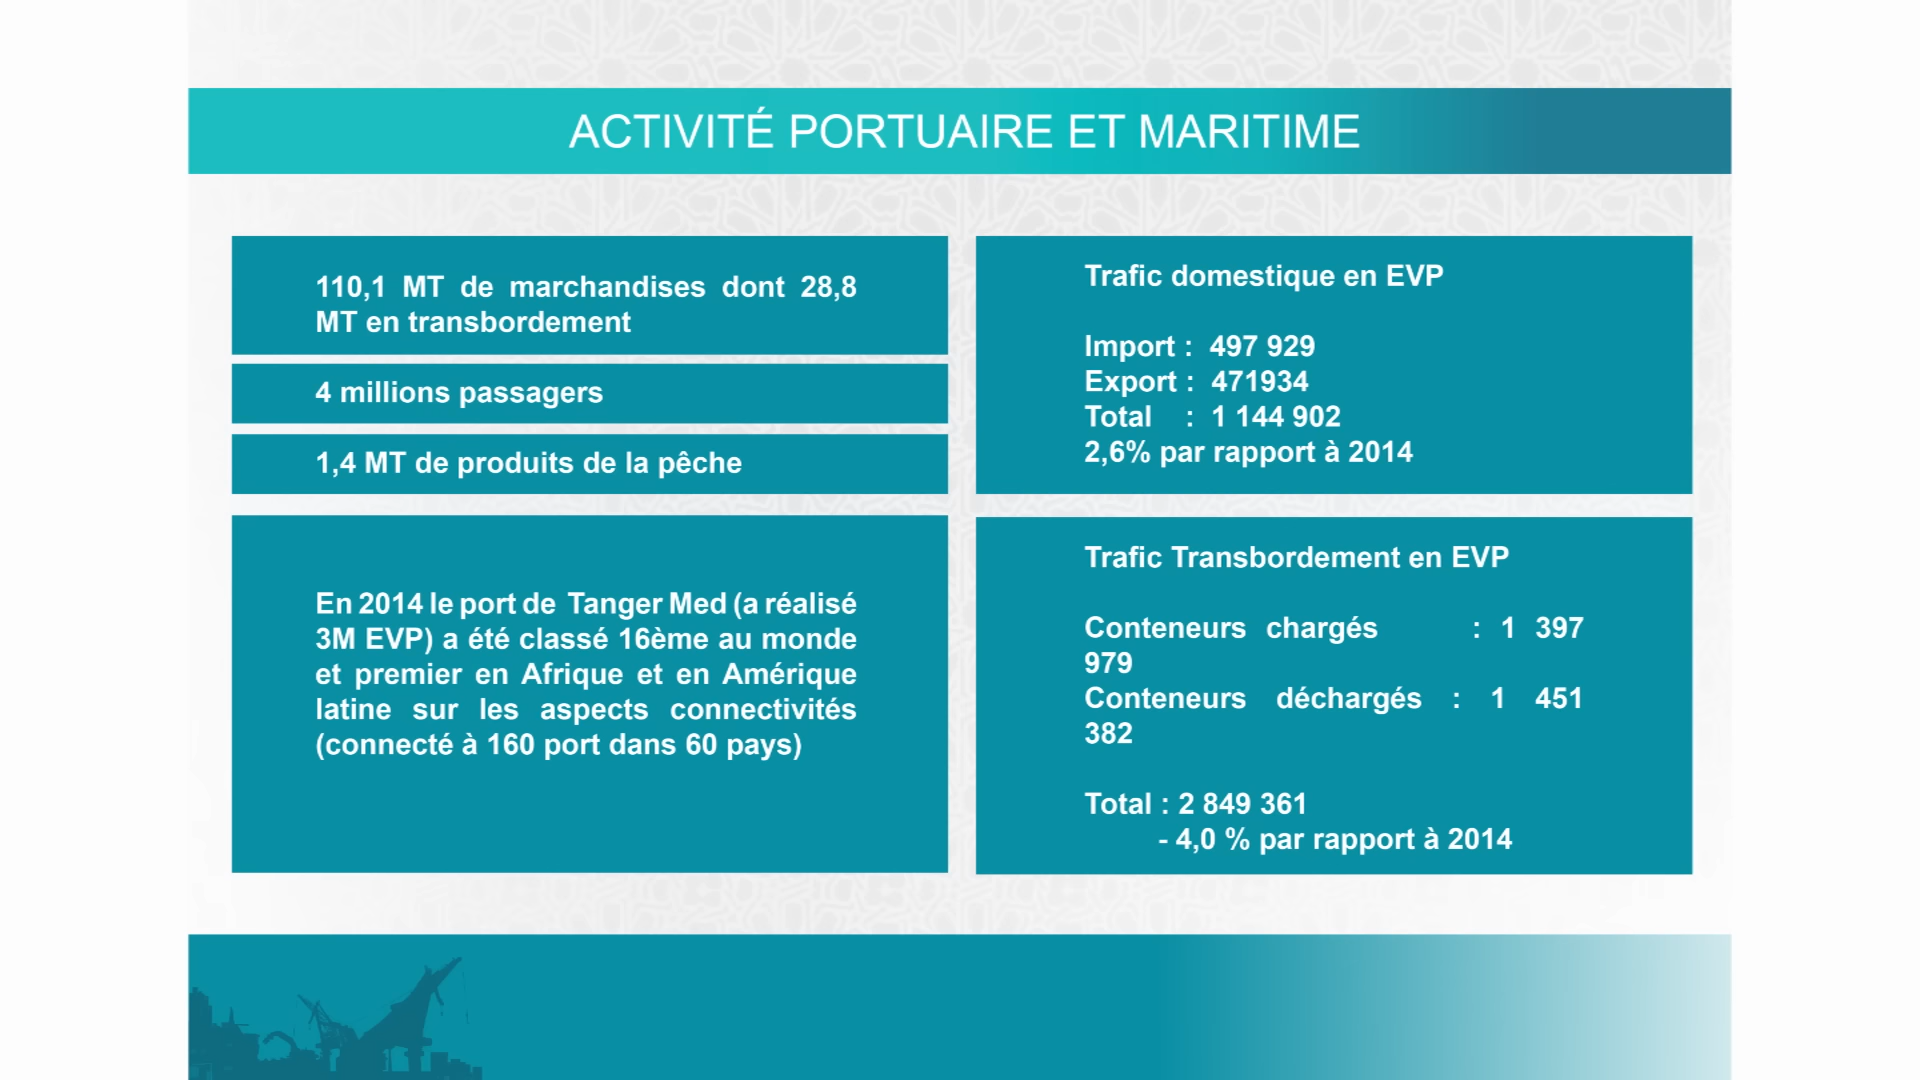 ACTIVITÉ PORTUAIRE ET MARITIME
110,1 MT de marchandises dont 28,8
MT en transbordement
4 millions passagers
1,4 MT de produits de la pêche
En 2014 le port de Tanger Med (a réalisé
3M EVP) a été classé 16ème au monde
et premier en Afrique et en Amérique
latine sur les aspects connectivités
(connecté à 160 port dans 60 pays)
Trafic domestique en EVP
Import : 497 929
Export : 471934
Total : 1 144 902
2,6% par rapport à 2014
Trafic Transbordement en EVP
Conteneurs chargés : 1 397
979
Conteneurs déchargés : 1 451
382
Total : 2 849 361
- 4,0 % par rapport à 2014